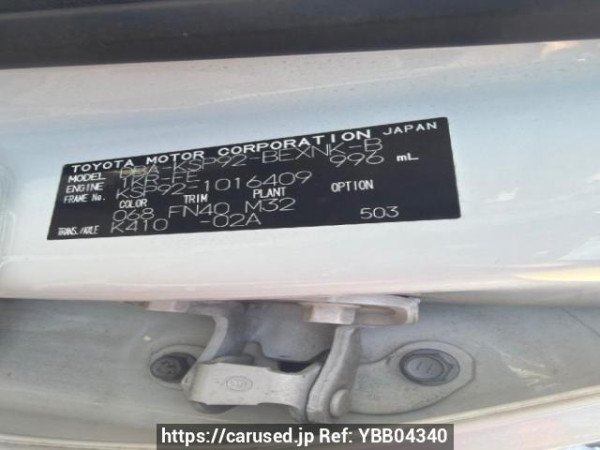 TOYOTA MOTOR CORPORATION JAPAN
MODEL DBA-KSP92-BEXNK-B
ENGINE 1KR-FE 996 mL
FRAME No. KSP92-1016409
COLOR TRIM PLANT
068 FN40 M32
TRANS./AXLE K410 -02A 503
https://carused.jp Ref: YBB04340